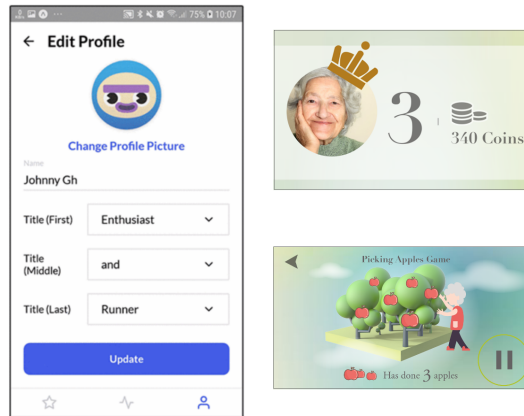 75% 10:07
← Edit Profile
Change Profile Picture
Name
Johnny Gh
Title (First) Enthusiast
Title
(Middle) and
Title (Last) Runner
Update
3
340 Coins
Picking Apples Game
Has done 3 apples